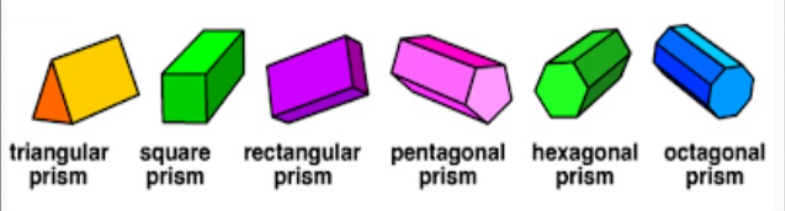 triangular prism
square prism
rectangular prism
pentagonal prism
hexagonal prism
octagonal prism